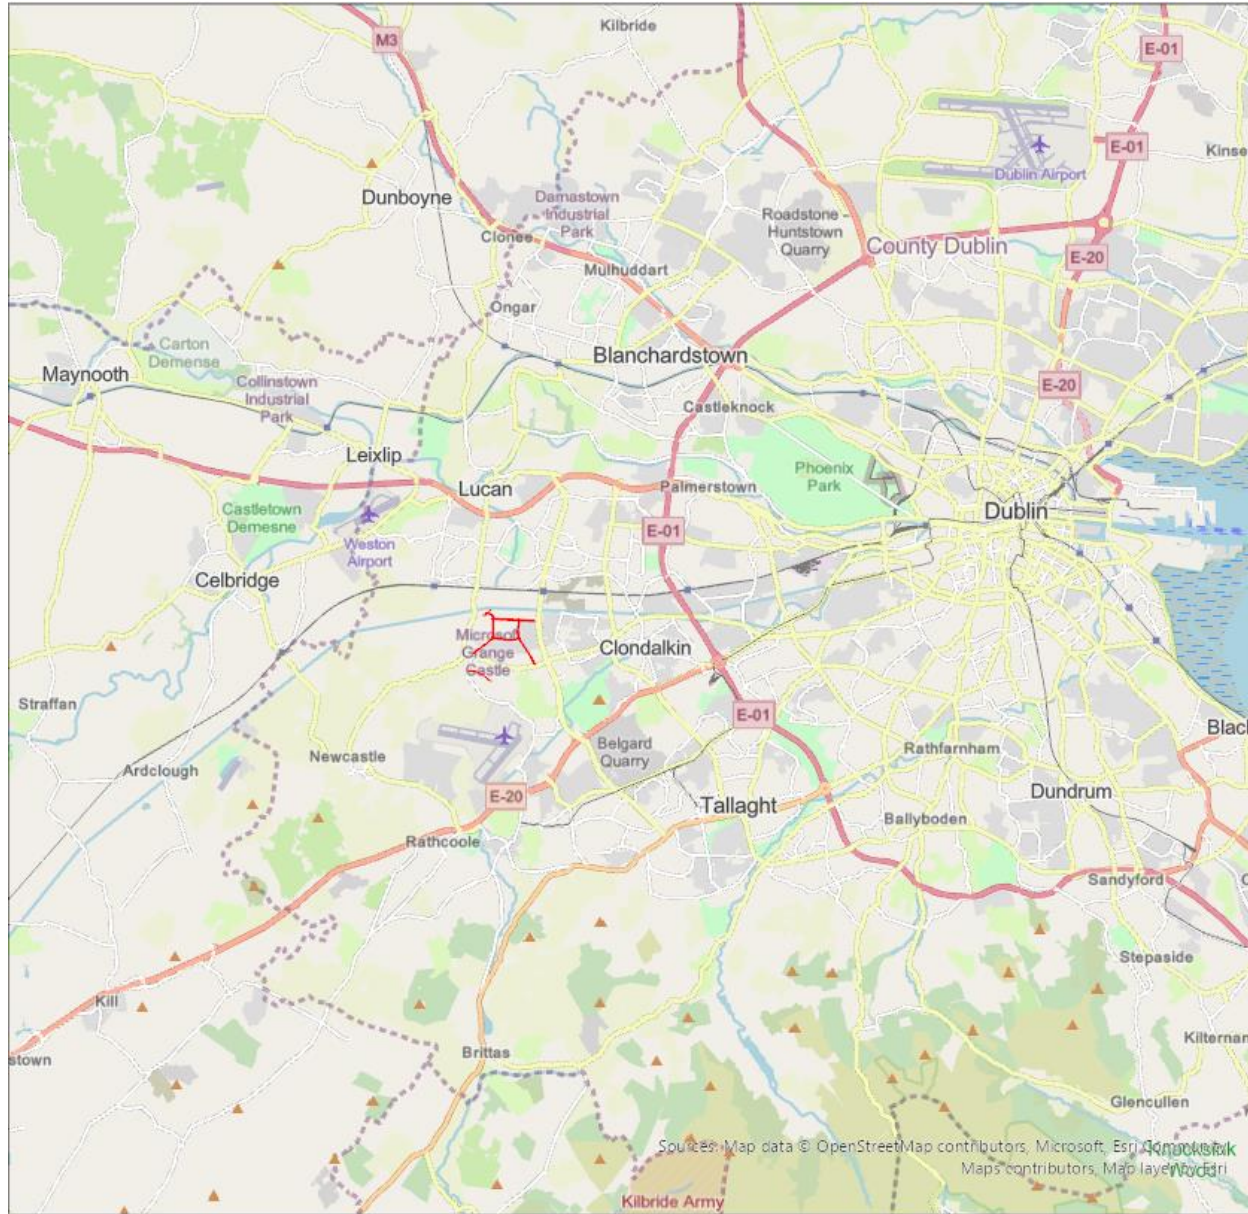 Kilbride
M3
E-01
E-01
Kinse
Dublin Airport
Dunboyne
Damastown
Industrial
Park
Roadstone -
Huntstown
Quarry
Clonee
County Dublin
E-20
Mulhuddart
Ongar
Carton
Demense
Blanchardstown
Maynooth
Collinstown
Industrial
Park
E-20
Castleknock
Leixlip
Phoenix
Park
Lucan
Palmerstown
Castletown
Demesne
Dublin
E-01
Weston
Airport
Celbridge
Microsoft
Grange
Castle
Clondalkin
Straffan
E-01
Black
Newcastle
Belgard
Quarry
Rathfarnham
Ardclough
E-20
Tallaght
Dundrum
Ballyboden
Rathcoole
Sandyford
Stepaside
Kill
Kilternan
stown
Brittas
Glencullen
Sources: Map data © OpenStreetMap contributors, Microsoft, Esri Community
Maps contributors, Map layer by Esri
Kilbride Army